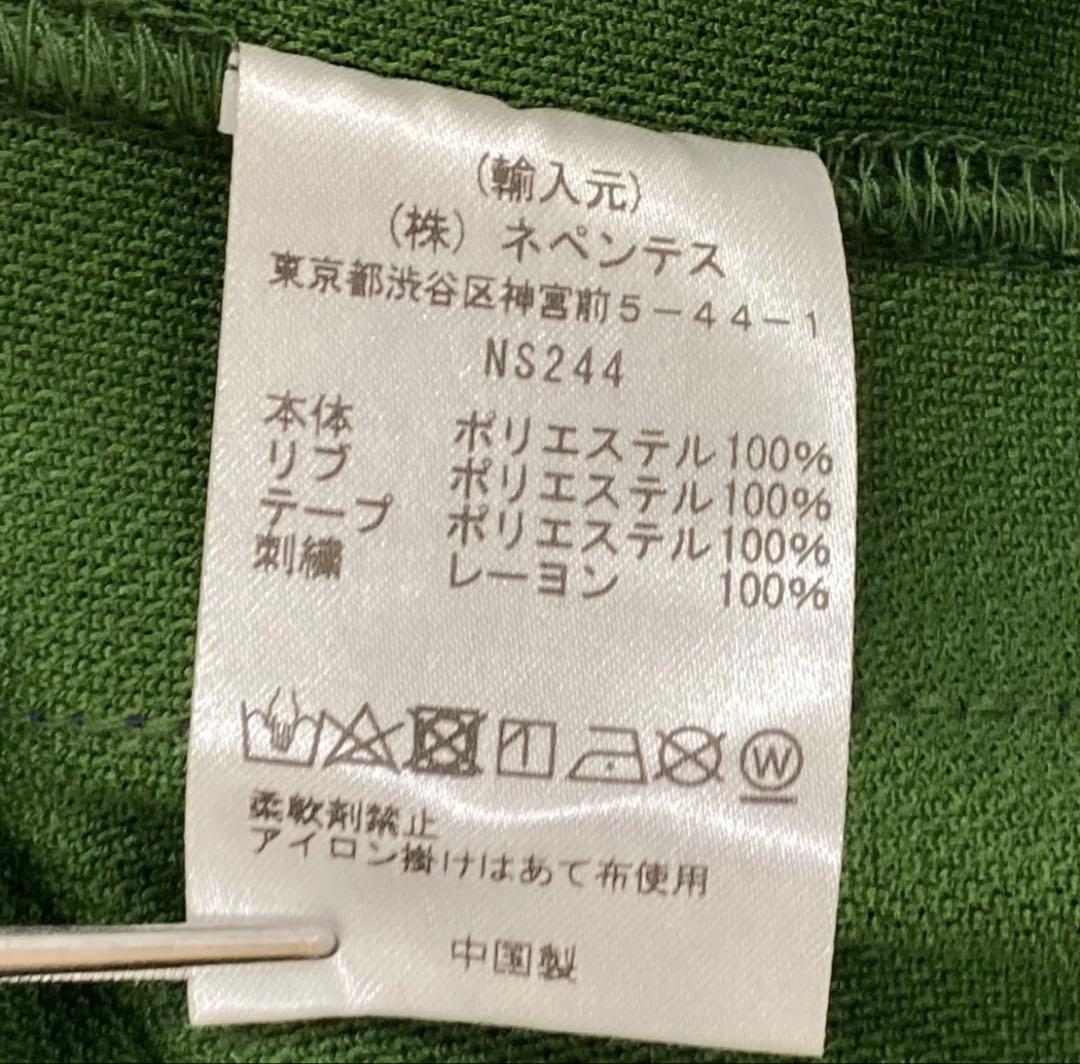 (輸入元)
(株) ネペンテス
東京都渋谷区神宮前5-44-1
NS244
本体 ポリエステル100%
リブ ポリエステル100%
テープ ポリエステル100%
刺繍 レーヨン 100%
W
柔軟剤禁止
アイロン掛けはあて布使用
中国製